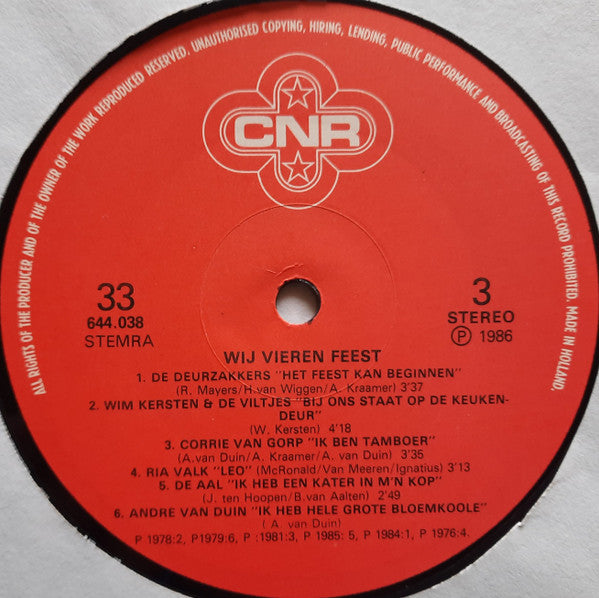 ALL RIGHTS OF THE PRODUCER AND OF THE OWNER OF THE WORK REPRODUCED RESERVED. UNAUTHORISED COPYING, HIRING, LENDING, PUBLIC PERFORMANCE AND BROADCASTING OF THIS RECORD PROHIBITED. MADE IN HOLLAND.
CNR
33
644.038
STEMRA
3
STEREO
Ⓟ 1986
WIJ VIEREN FEEST
1. DE DEURZAKKERS "HET FEEST KAN BEGINNEN"
(R. Mayers/H.van Wiggen/A. Kraamer) 3'37
2. WIM KERSTEN & DE VILTJES "BIJ ONS STAAT OP DE KEUKEN-
DEUR"
(W. Kersten) 4'18
3. CORRIE VAN GORP "IK BEN TAMBOER"
(A.van Duin/A. Kraamer/A. van Duin) 3'35
4. RIA VALK "LEO" (McRonald/Van Meeren/Ignatius) 3'13
5. DE AAL "IK HEB EEN KATER IN M'N KOP"
(J. ten Hoopen/B.van Aalten) 2'49
6. ANDRE VAN DUIN "IK HEB HELE GROTE BLOEMKOOLE"
( A. van Duin)
P 1978:2, P1979:6, P :1981:3, P 1985: 5, P 1984:1, P 1976:4.